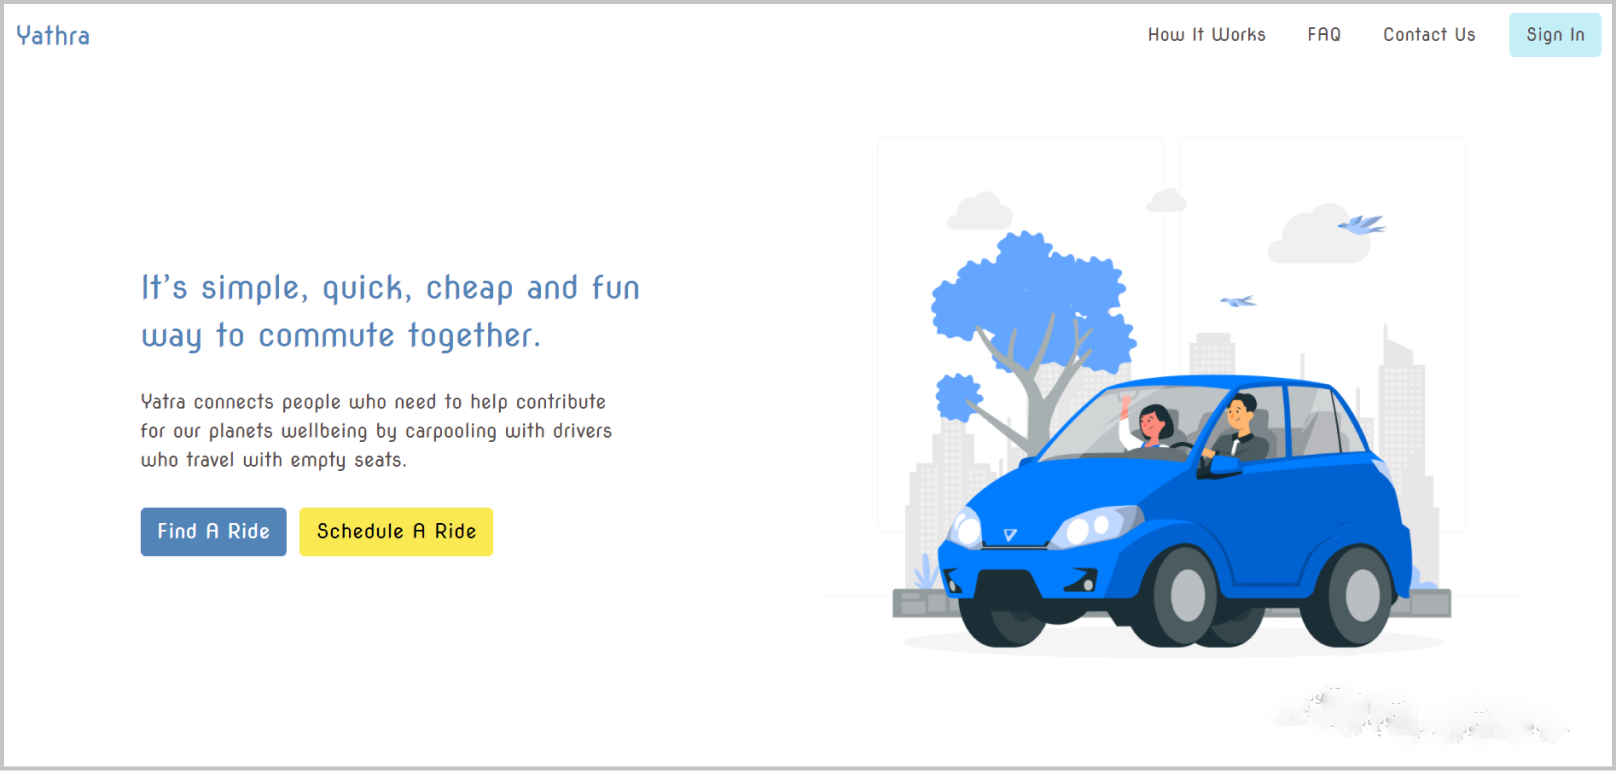 Yathra
How It Works
FAQ
Contact Us
Sign In
It's simple, quick, cheap and fun
way to commute together.
Yatra connects people who need to help contribute
for our planets wellbeing by carpooling with drivers
who travel with empty seats.
Find A Ride
Schedule A Ride